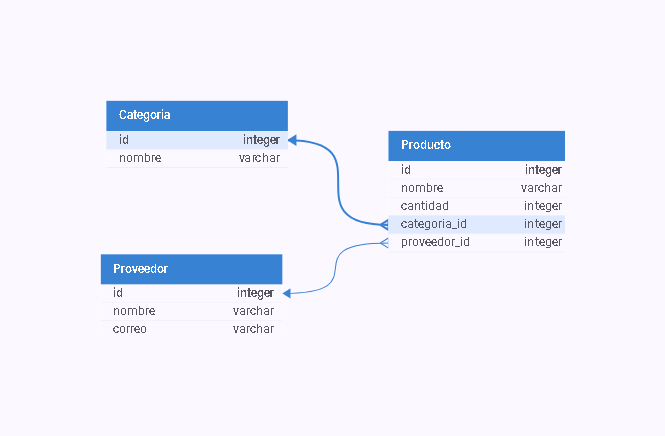 Categoria
id integer
nombre varchar
Producto
id integer
nombre varchar
cantidad integer
categoria_id integer
proveedor_id integer
Proveedor
id integer
nombre varchar
correo varchar